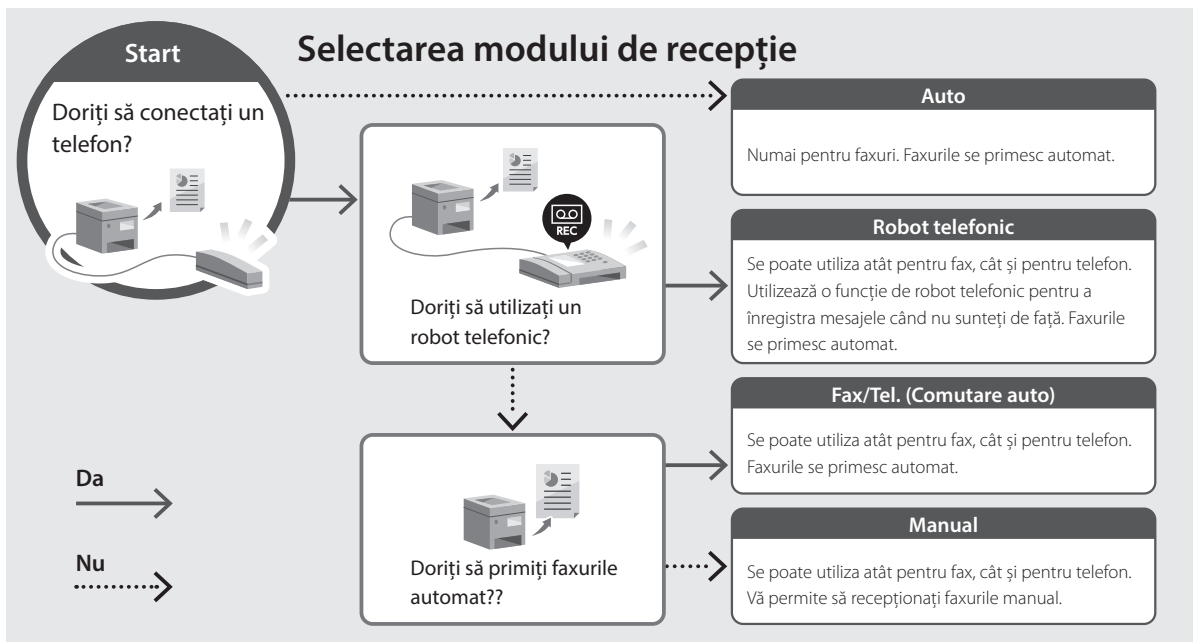 Selectarea modului de recepție
Start
Doriți să conectați un
telefon?
Auto
Numai pentru faxuri. Faxurile se primesc automat.
REC
Doriți să utilizați un
robot telefonic?
Robot telefonic
Se poate utiliza atât pentru fax, cât și pentru telefon.
Utilizează o funcție de robot telefonic pentru a
înregistra mesajele când nu sunteți de față. Faxurile
se primesc automat.
Fax/Tel. (Comutare auto)
Se poate utiliza atât pentru fax, cât și pentru telefon.
Faxurile se primesc automat.
Da
Nu
Doriți să primiți faxurile
automat??
Manual
Se poate utiliza atât pentru fax, cât și pentru telefon.
Vă permite să recepționați faxurile manual.